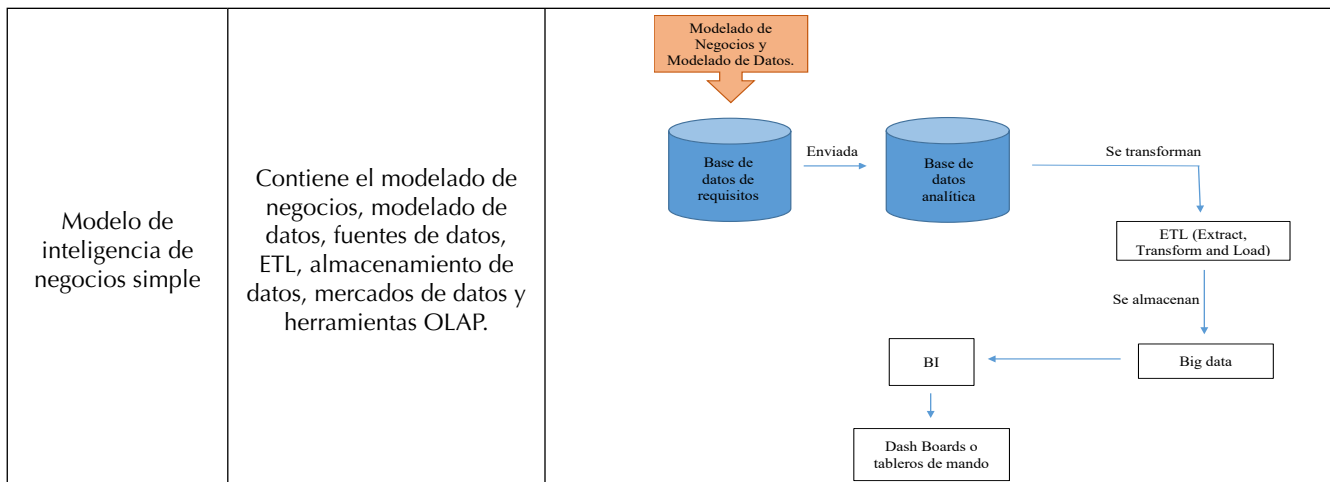 Modelo de
inteligencia de
negocios simple
Contiene el modelado de
negocios, modelado de
datos, fuentes de datos,
ETL, almacenamiento de
datos, mercados de datos y
herramientas OLAP.
Modelado de
Negocios y
Modelado de Datos.
Base de
datos de
requisitos
Enviada
Base de
datos
analítica
Se transforman
ETL (Extract,
Transform and Load)
Se almacenan
Big data
BI
Dash Boards o
tableros de mando